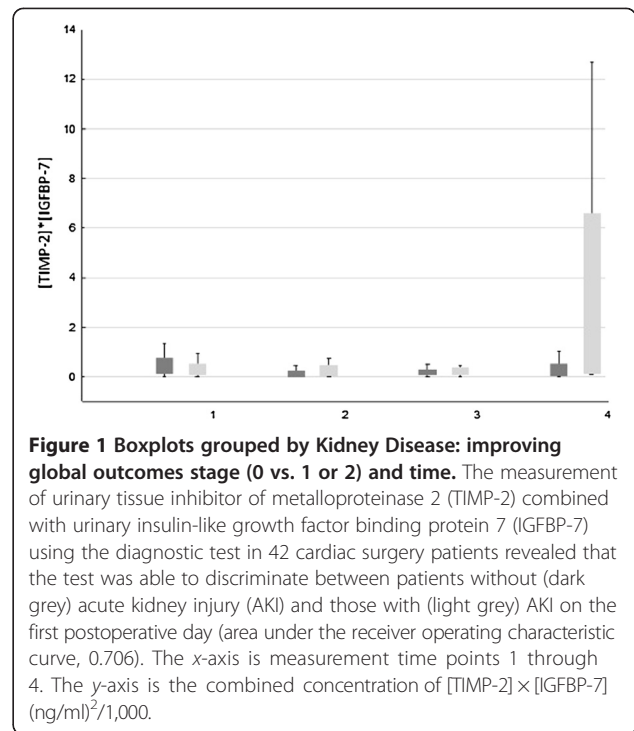 14
12
10
8
6
4
2
0
[TIMP-2]*[IGFBP-7]
1 2 3 4
Figure 1 Boxplots grouped by Kidney Disease: improving
global outcomes stage (0 vs. 1 or 2) and time. The measurement
of urinary tissue inhibitor of metalloproteinase 2 (TIMP-2) combined
with urinary insulin-like growth factor binding protein 7 (IGFBP-7)
using the diagnostic test in 42 cardiac surgery patients revealed that
the test was able to discriminate between patients without (dark
grey) acute kidney injury (AKI) and those with (light grey) AKI on the
first postoperative day (area under the receiver operating characteristic
curve, 0.706). The x-axis is measurement time points 1 through
4. The y-axis is the combined concentration of [TIMP-2] × [IGFBP-7]
(ng/ml)²/1,000.